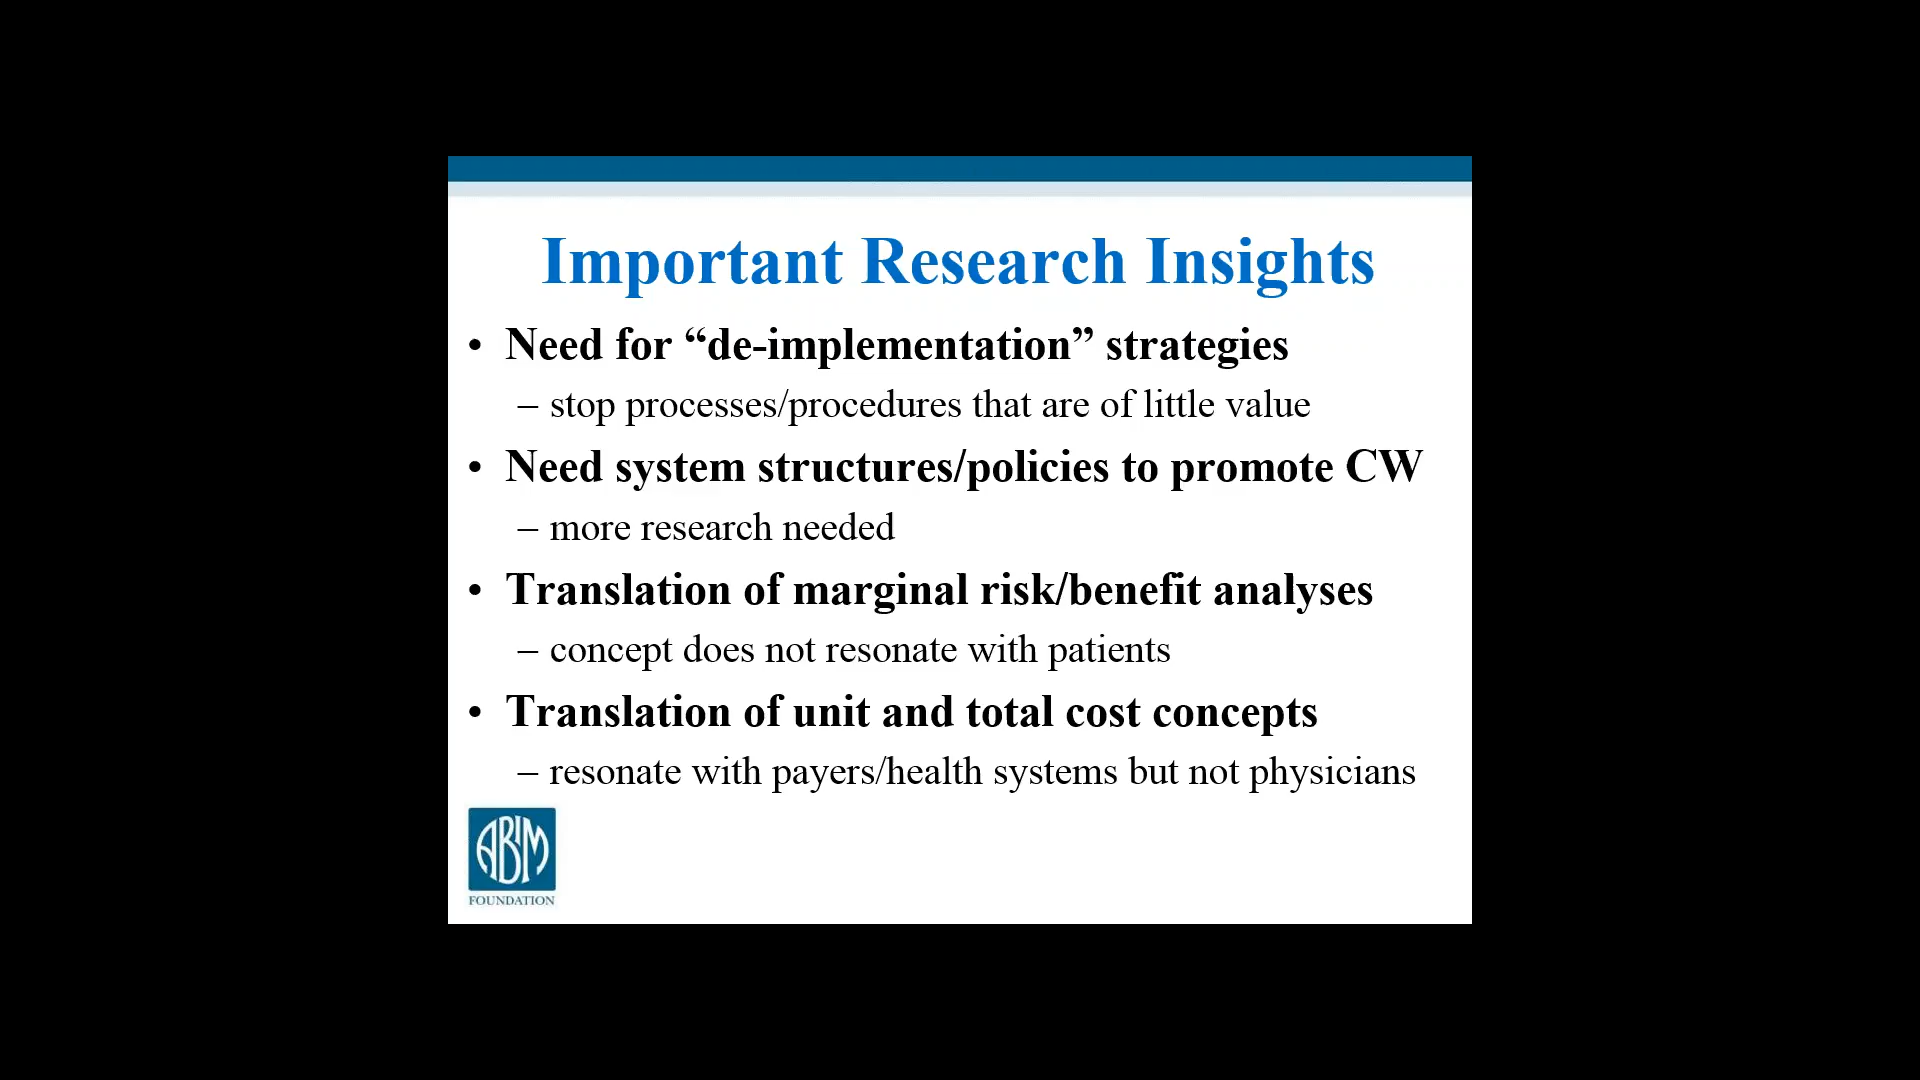 Important Research Insights
• Need for “de-implementation” strategies
– stop processes/procedures that are of little value
• Need system structures/policies to promote CW
– more research needed
• Translation of marginal risk/benefit analyses
– concept does not resonate with patients
• Translation of unit and total cost concepts
– resonate with payers/health systems but not physicians
ABIM
FOUNDATION